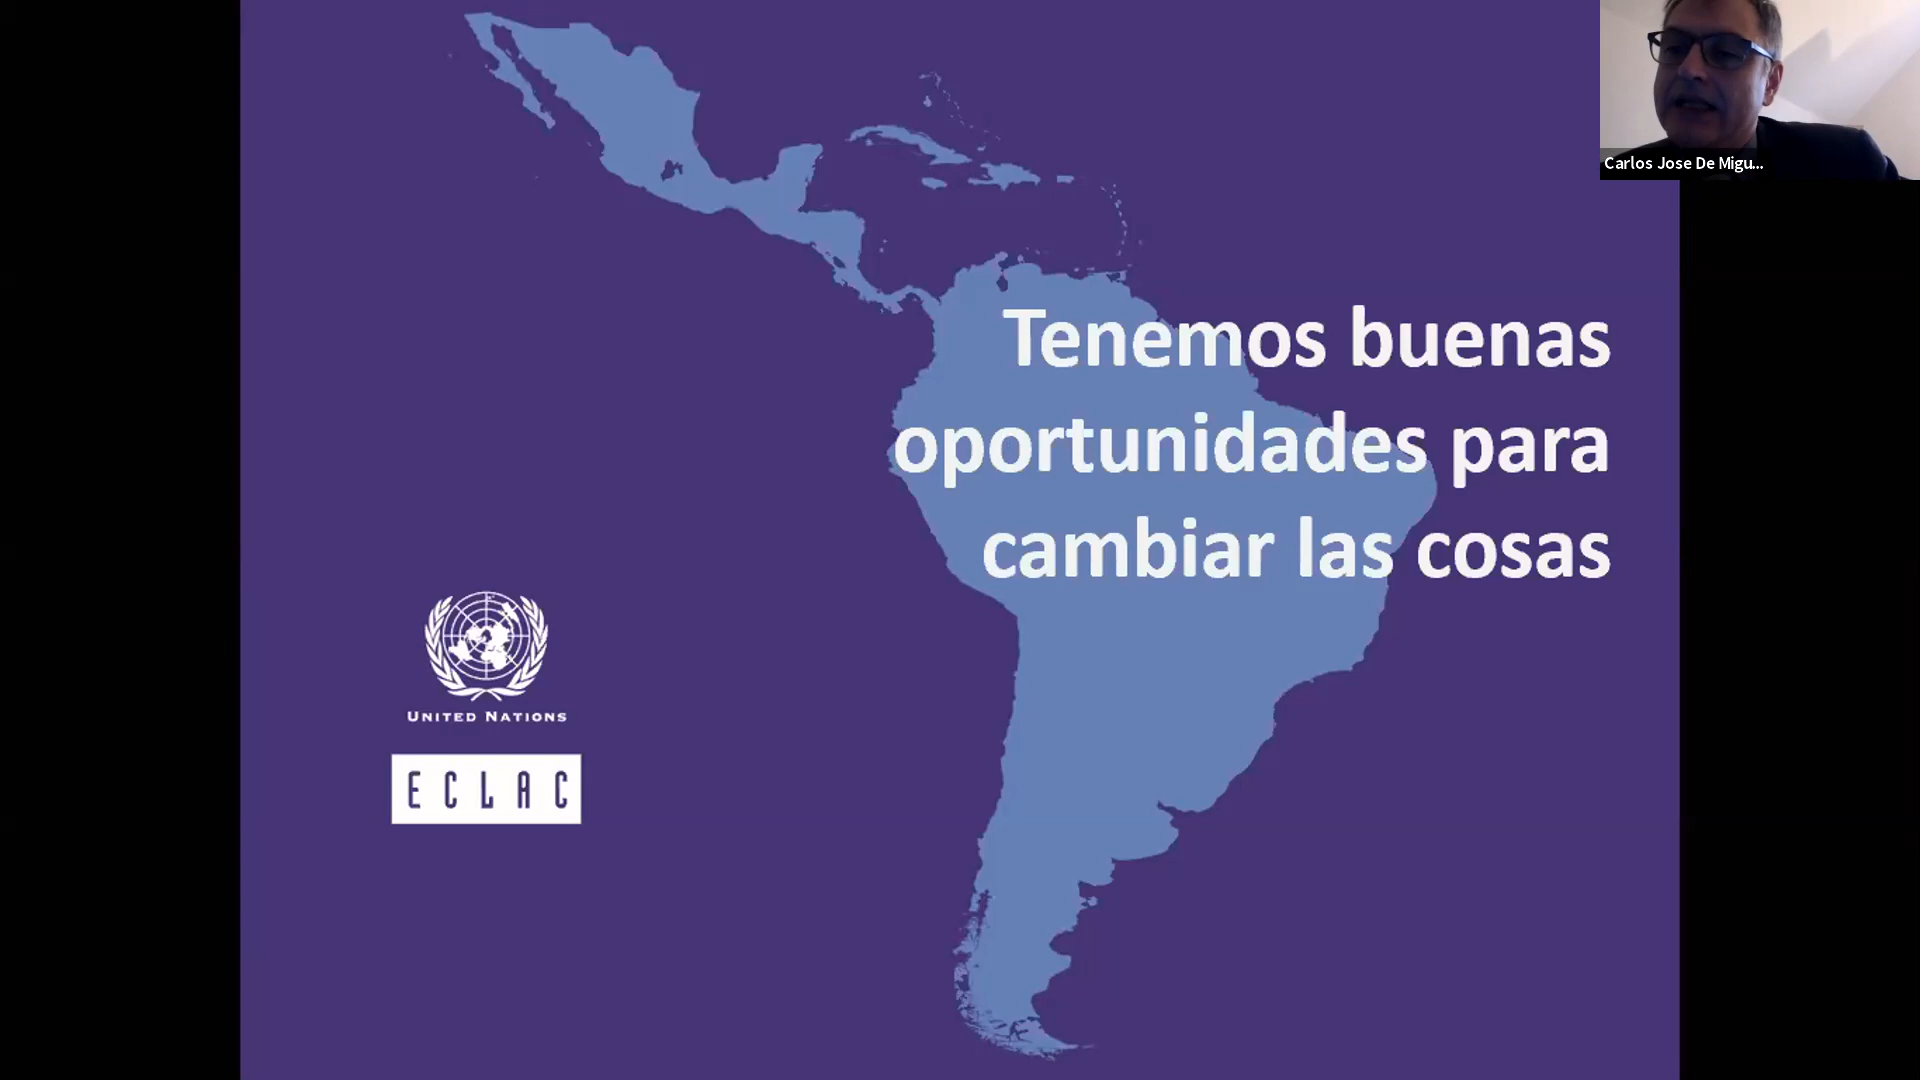 Tenemos buenas
oportunidades para
cambiar las cosas
UNITED NATIONS
ECLAC
Carlos Jose De Migu...